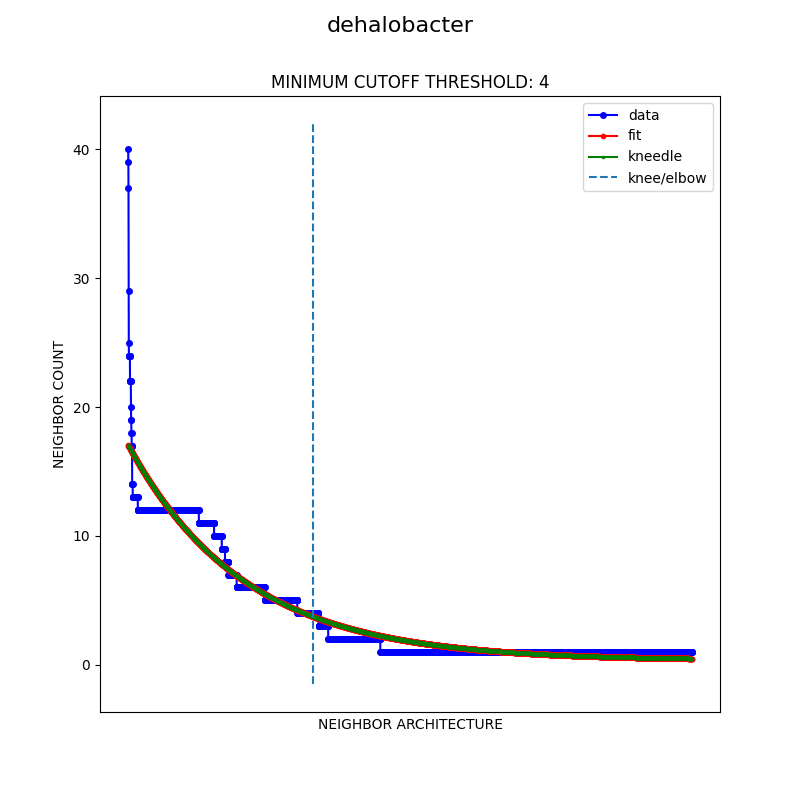 dehalobacter
MINIMUM CUTOFF THRESHOLD: 4
data
fit
kneedle
knee/elbow
40
30
20
10
0
NEIGHBOR COUNT
NEIGHBOR ARCHITECTURE